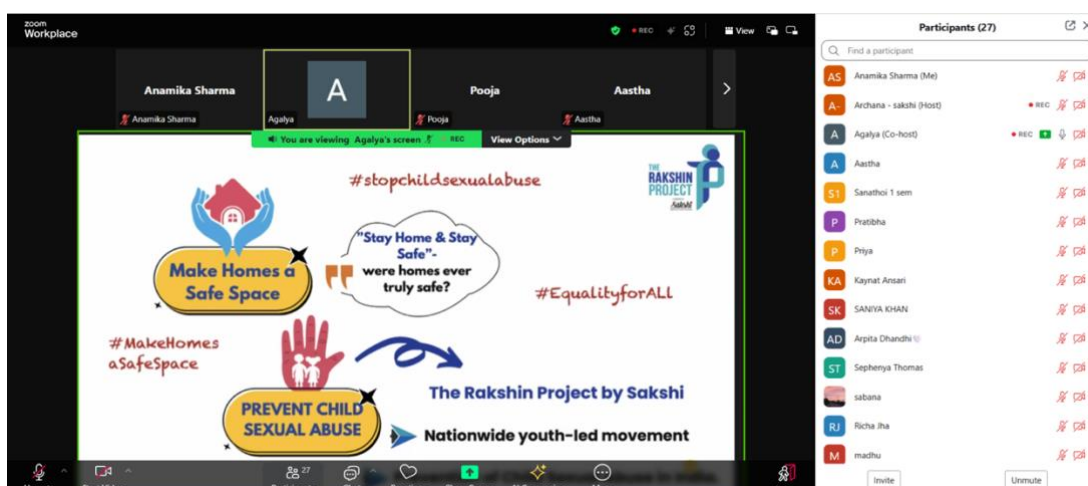 zoom
Workplace
REC
View
Anamika Sharma
A
Pooja
Aastha
Anamika Sharma
Agalya
Pooja
Aastha
You are viewing Agalya's screen
REC
View Options
#stopchildsexualabuse
THE
RAKSHIN
PROJECT
Sakshi
"Stay Home & Stay
Safe"-
were homes ever
truly safe?
Make Homes a
Safe Space
#EqualityforALL
#MakeHomes
aSafeSpace
The Rakshin Project by Sakshi
PREVENT CHILD
SEXUAL ABUSE
Nationwide youth-led movement
27
Participants (27)
Find a participant
AS Anamika Sharma (Me)
A- Archana - sakshi (Host) REC
A Agalya (Co-host) REC
A Aastha
S1 Sanathoi 1 sem
P Pratibha
P Priya
KA Kaynat Ansari
SK SANIYA KHAN
AD Arpita Dhandhi
ST Sephenya Thomas
sabana
RJ Richa Jha
M madhu
Invite Unmute